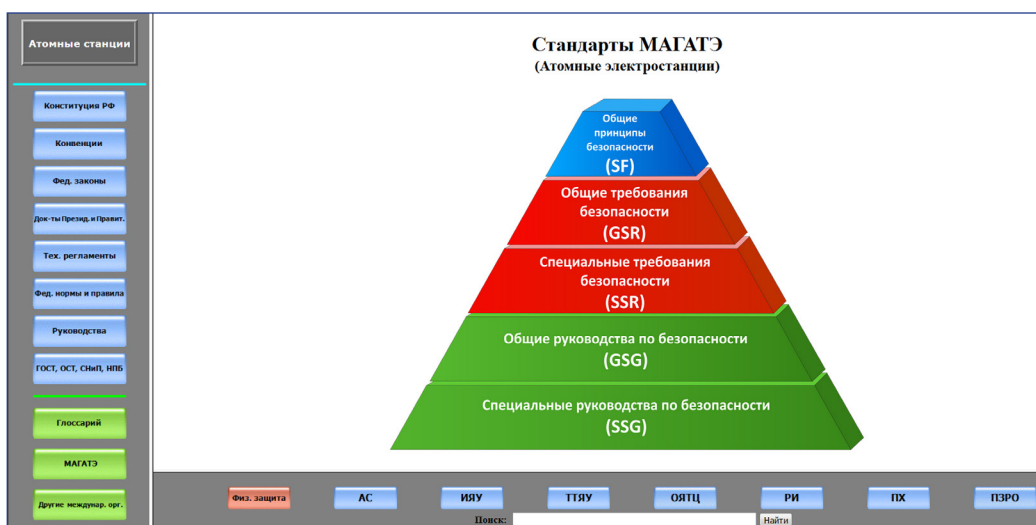 Атомные станции
Конституция РФ
Конвенции
Фед. законы
Док-ты Презид. и Правит.
Тех. регламенты
Фед. нормы и правила
Руководства
ГОСТ, ОСТ, СНиП, НПБ
Глоссарий
МАГАТЭ
Другие междунар. орг.
Стандарты МАГАТЭ
(Атомные электростанции)
Общие
принципы
безопасности
(SF)
Общие требования
безопасности
(GSR)
Специальные требования
безопасности
(SSR)
Общие руководства по безопасности
(GSG)
Специальные руководства по безопасности
(SSG)
Физ. защита
АС
ИЯУ
ТТЯУ
ОЯТЦ
РИ
ПХ
ПЗРО
Поиск:
Найти